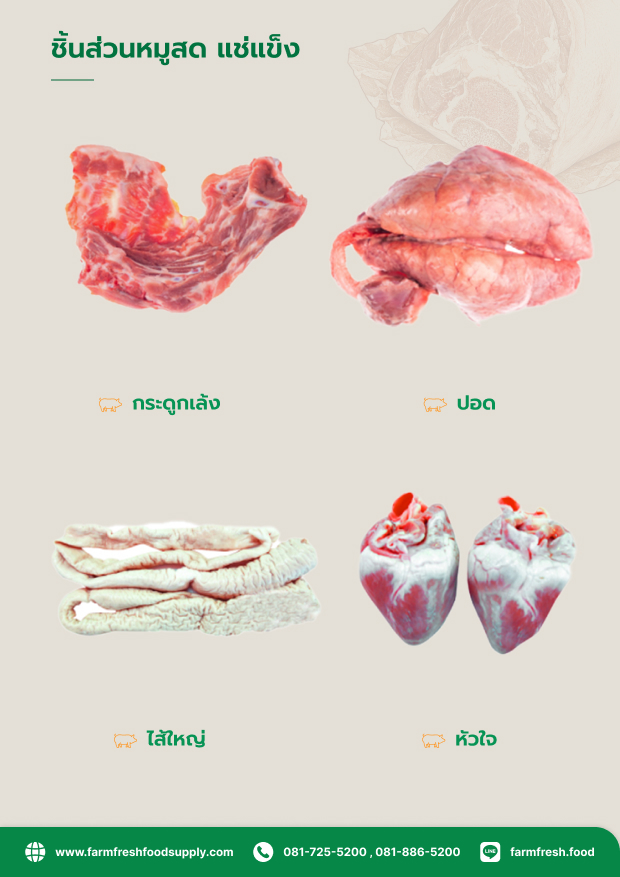 ชิ้นส่วนหมูสด แช่แข็ง
กระดูกเล้ง
ปอด
ไส้ใหญ่
หัวใจ
www.farmfreshfoodsupply.com
081-725-5200 , 081-886-5200
LINE
farmfresh.food